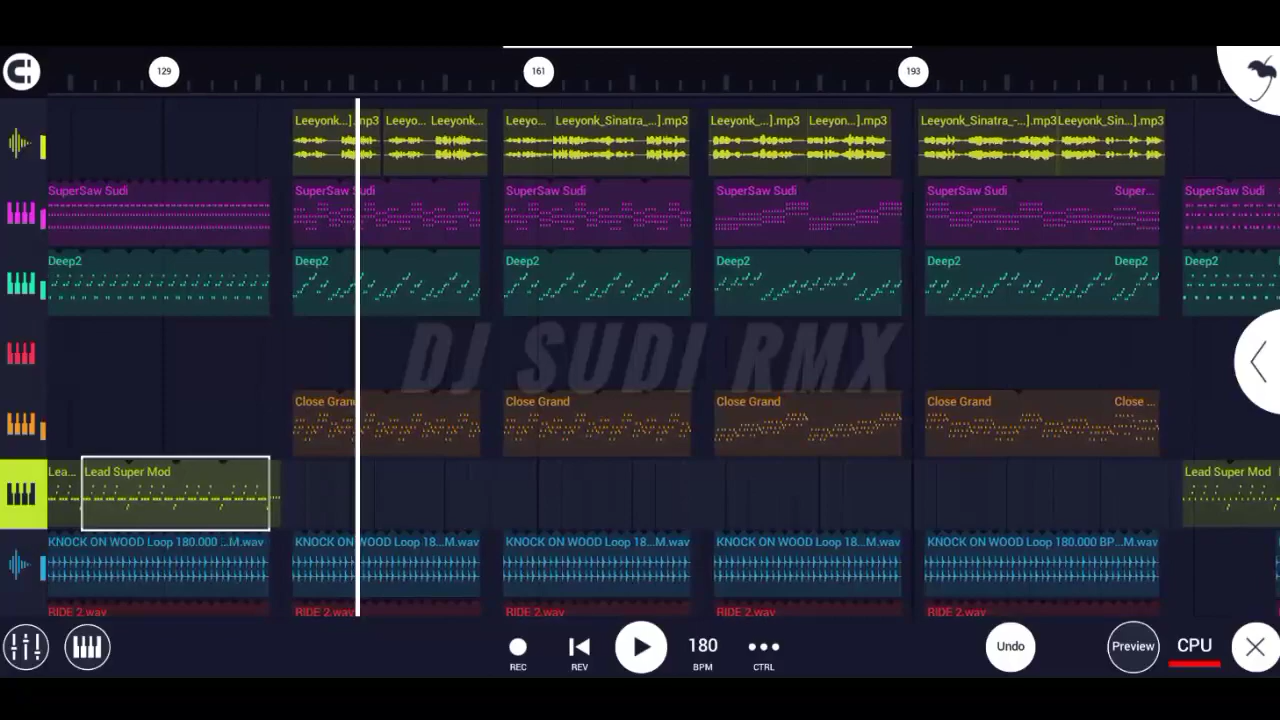 129 161 193
Leeyonk...].mp3 Leeyo... Leeyonk... Leeyo... Leeyonk_Sinatra_...].mp3 Leeyonk_...].mp3 Leeyon...].mp3 Leeyonk_Sinatra_-...].mp3 Leeyonk_Sin...].mp3
SuperSaw Sudi SuperSaw Sudi SuperSaw Sudi SuperSaw Sudi SuperSaw Sudi Super... SuperSaw Sudi
Deep2 Deep2 Deep2 Deep2 Deep2 Deep2 Deep2
DJ SUDI RMX
Close Grand Close Grand Close Grand Close Grand Close ...
Lea... Lead Super Mod Lead Super Mod
KNOCK ON WOOD Loop 180.000 ...M.wav KNOCK ON WOOD Loop 18...M.wav KNOCK ON WOOD Loop 18...M.wav KNOCK ON WOOD Loop 18...M.wav KNOCK ON WOOD Loop 180.000 BP...M.wav
RIDE 2.wav RIDE 2.wav RIDE 2.wav RIDE 2.wav RIDE 2.wav
REC REV 180 BPM CTRL Undo Preview CPU